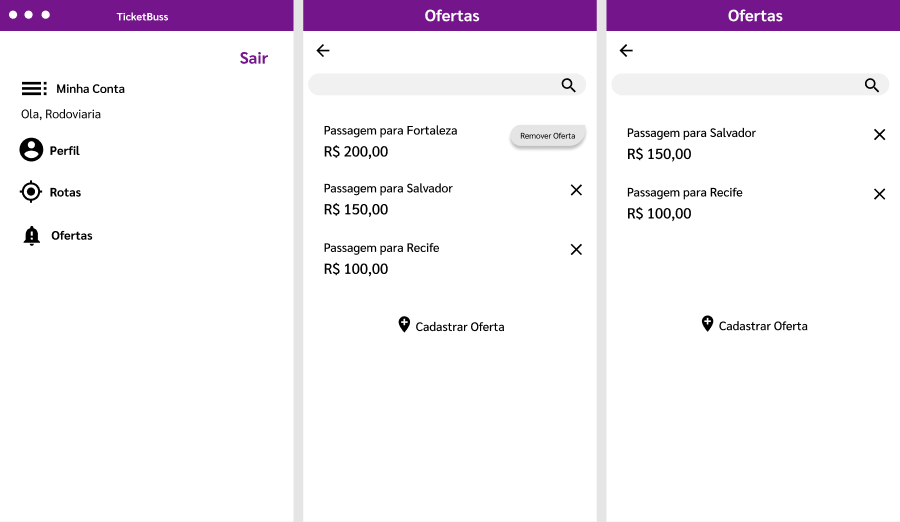 TicketBuss
Sair
Minha Conta
Ola, Rodoviaria
Perfil
Rotas
Ofertas
Ofertas
Passagem para Fortaleza
R$ 200,00
Remover Oferta
Passagem para Salvador
R$ 150,00
Passagem para Recife
R$ 100,00
Cadastrar Oferta
Ofertas
Passagem para Salvador
R$ 150,00
Passagem para Recife
R$ 100,00
Cadastrar Oferta